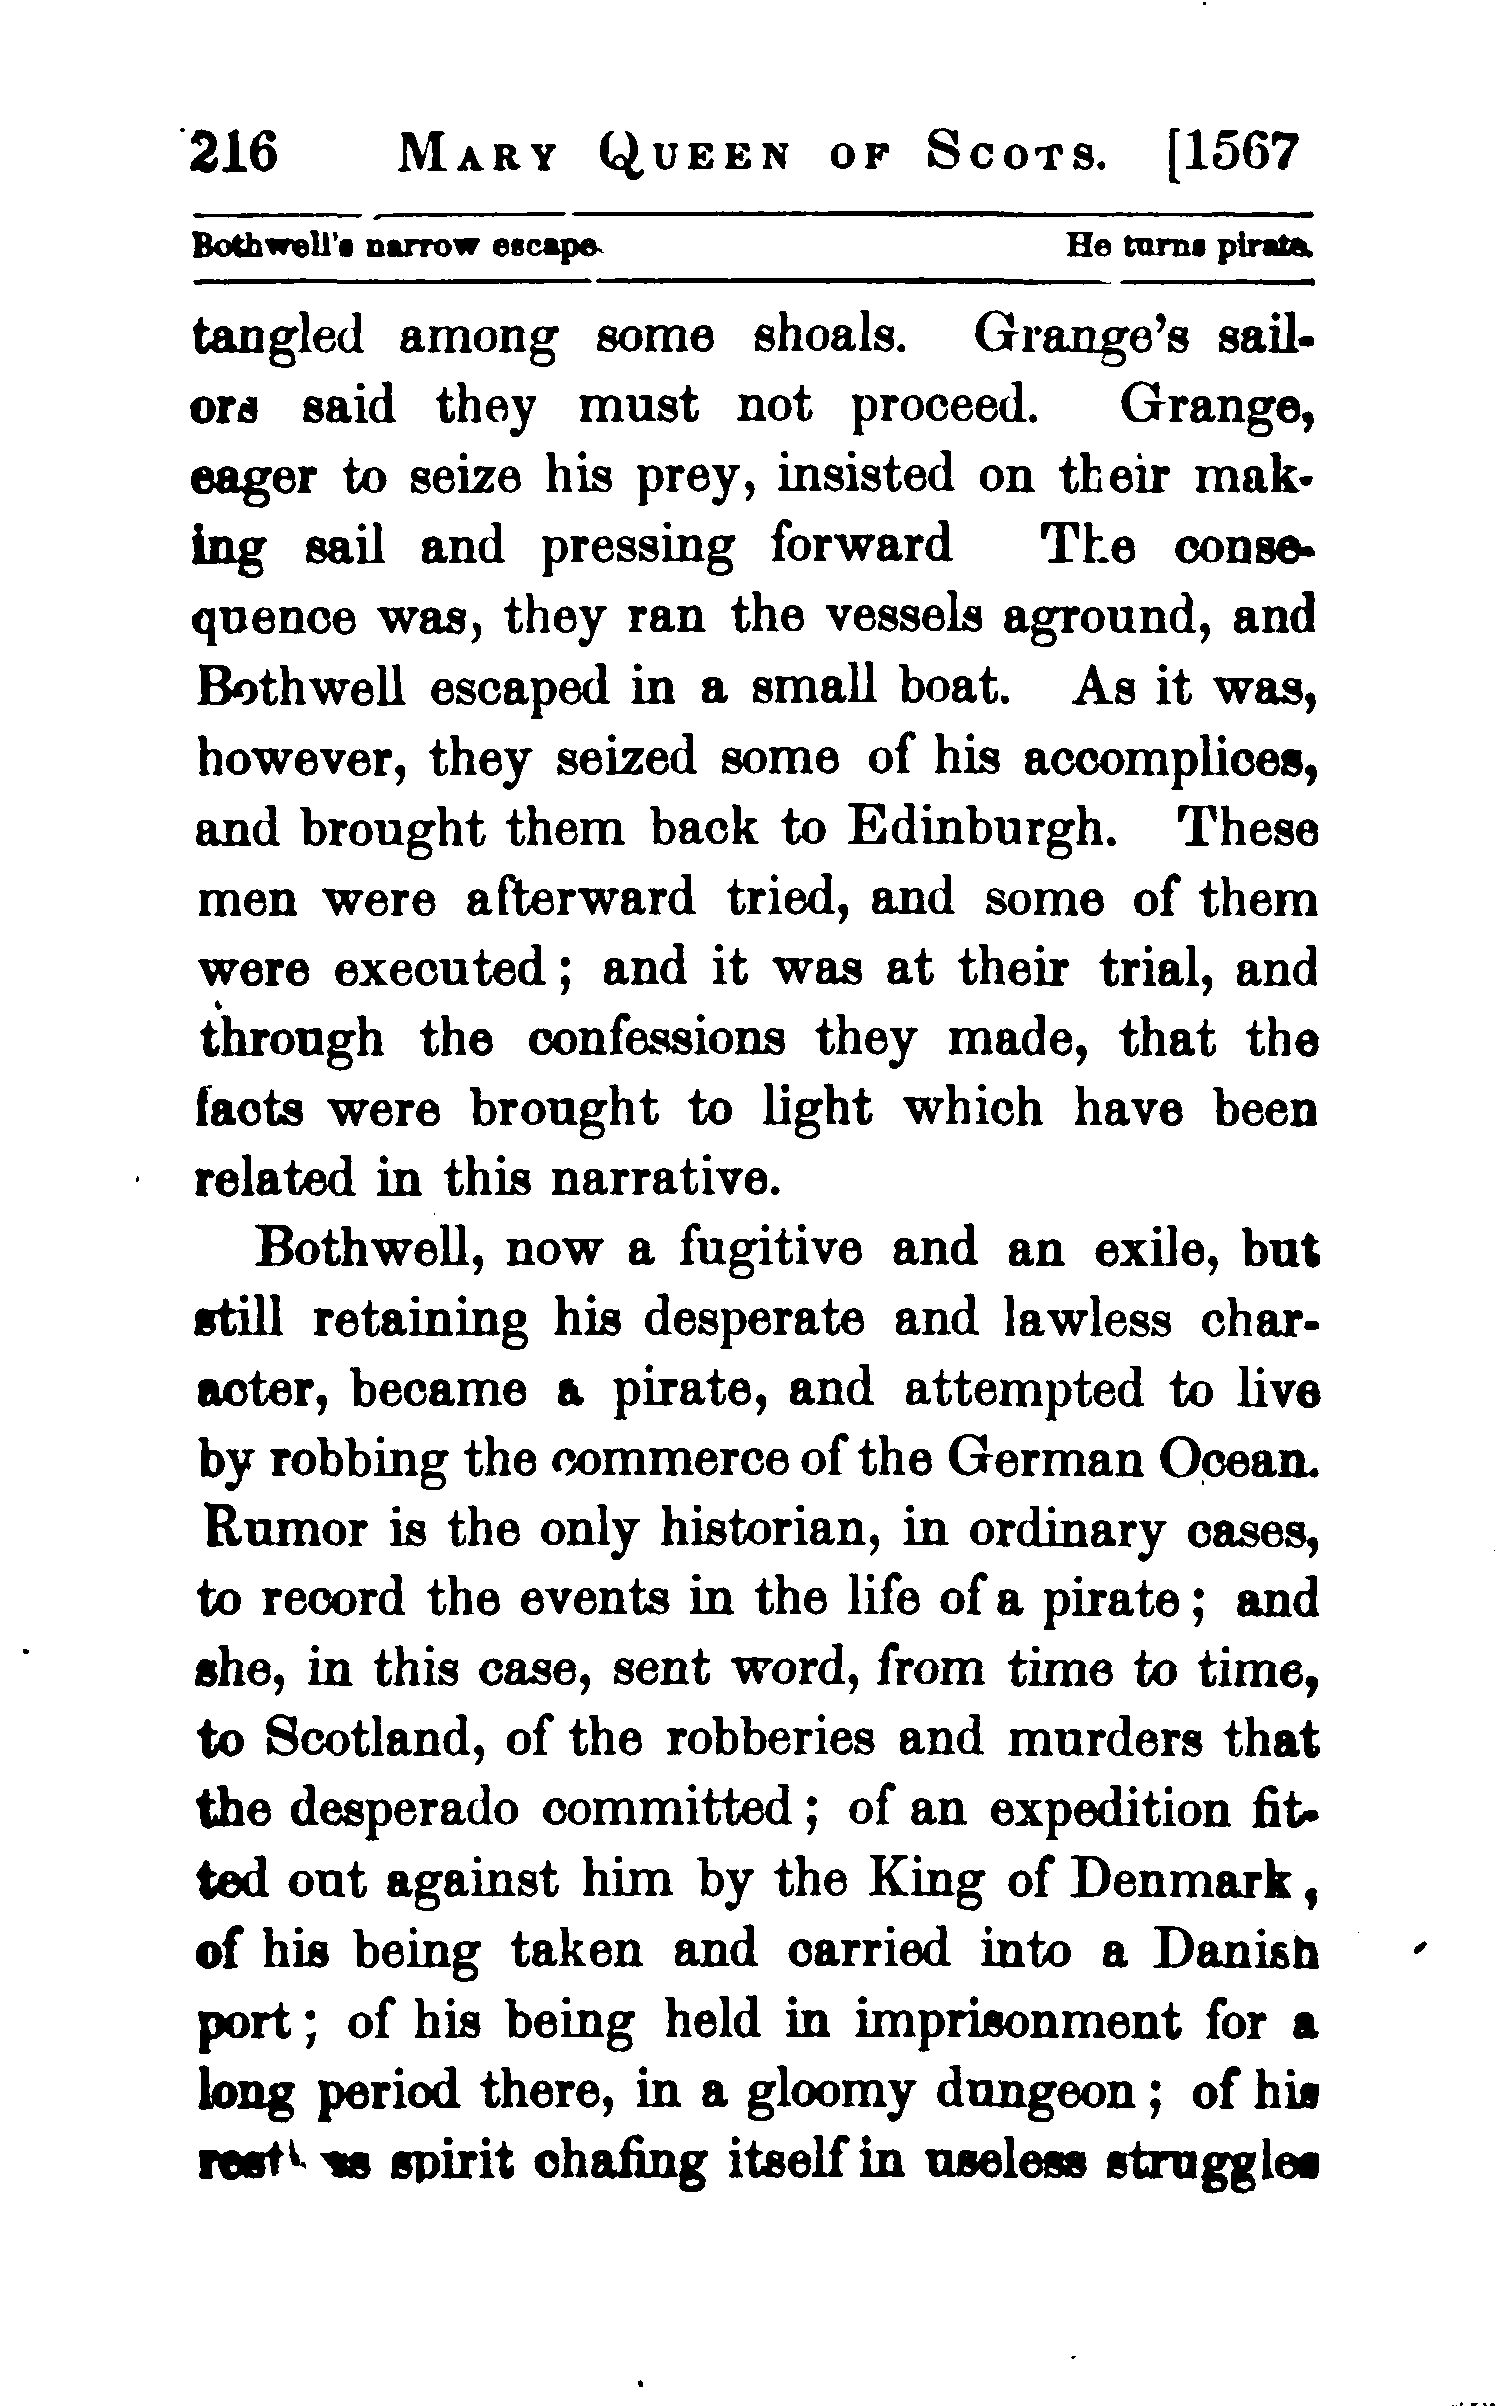 216 MARY QUEEN OF SCOTS. [1567
Bothwell's narrow escape. He turns pirate.
tangled among some shoals. Grange's sail-
ors said they must not proceed. Grange,
eager to seize his prey, insisted on their mak-
ing sail and pressing forward The conse-
quence was, they ran the vessels aground, and
Bothwell escaped in a small boat. As it was,
however, they seized some of his accomplices,
and brought them back to Edinburgh. These
men were afterward tried, and some of them
were executed; and it was at their trial, and
through the confessions they made, that the
facts were brought to light which have been
related in this narrative.
Bothwell, now a fugitive and an exile, but
still retaining his desperate and lawless char-
acter, became a pirate, and attempted to live
by robbing the commerce of the German Ocean.
Rumor is the only historian, in ordinary cases,
to record the events in the life of a pirate; and
she, in this case, sent word, from time to time,
to Scotland, of the robberies and murders that
the desperado committed; of an expedition fit-
ted out against him by the King of Denmark,
of his being taken and carried into a Danish
port; of his being held in imprisonment for a
long period there, in a gloomy dungeon; of his
spirit chafing itself in useless struggles